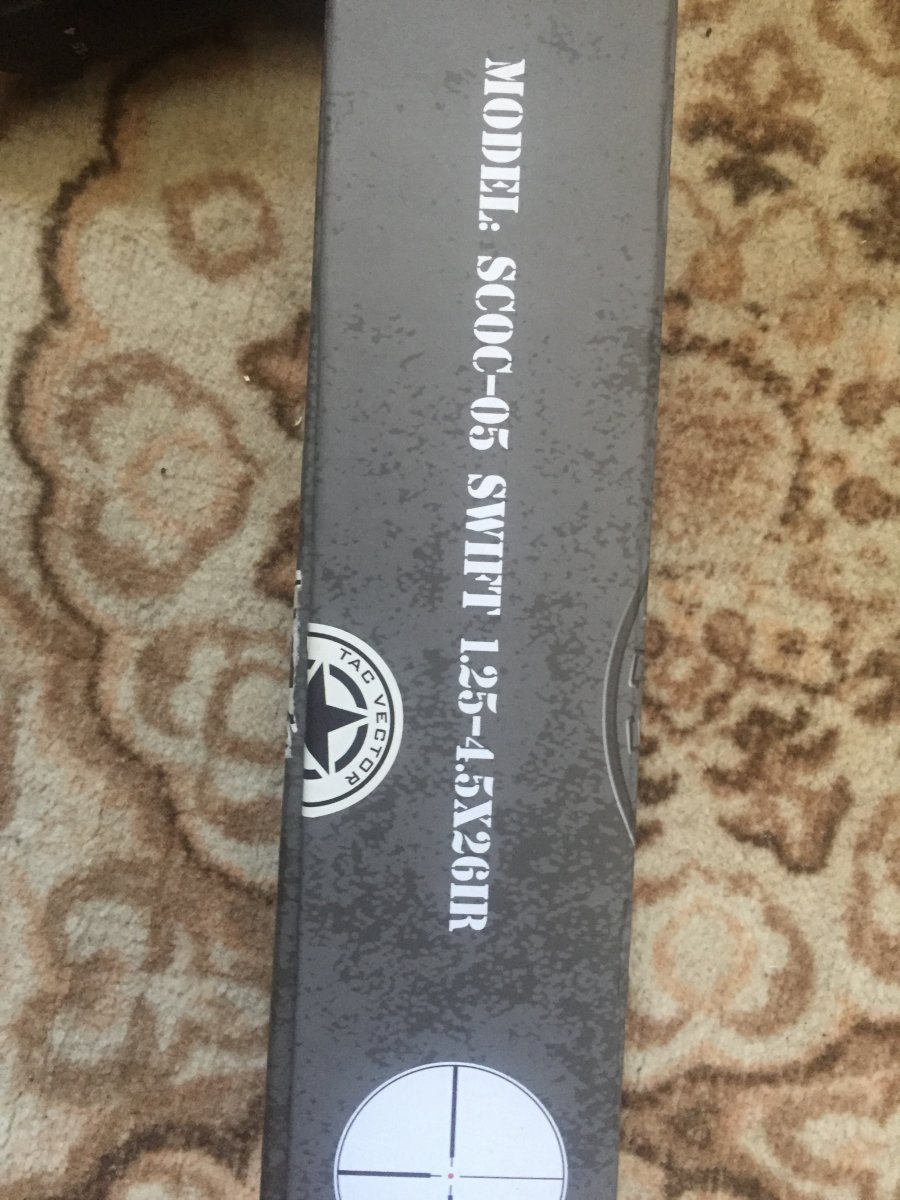 MODEL: SCOC-05 SWIFT 1.25-4.5X26IR
TAC VECTOR